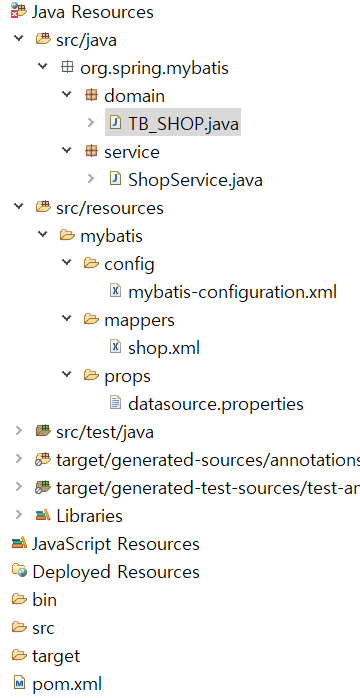 Java Resources
src/java
org.spring.mybatis
domain
TB_SHOP.java
service
ShopService.java
src/resources
mybatis
config
mybatis-configuration.xml
mappers
shop.xml
props
datasource.properties
src/test/java
target/generated-sources/annotations
target/generated-test-sources/test-an
Libraries
JavaScript Resources
Deployed Resources
bin
src
target
pom.xml